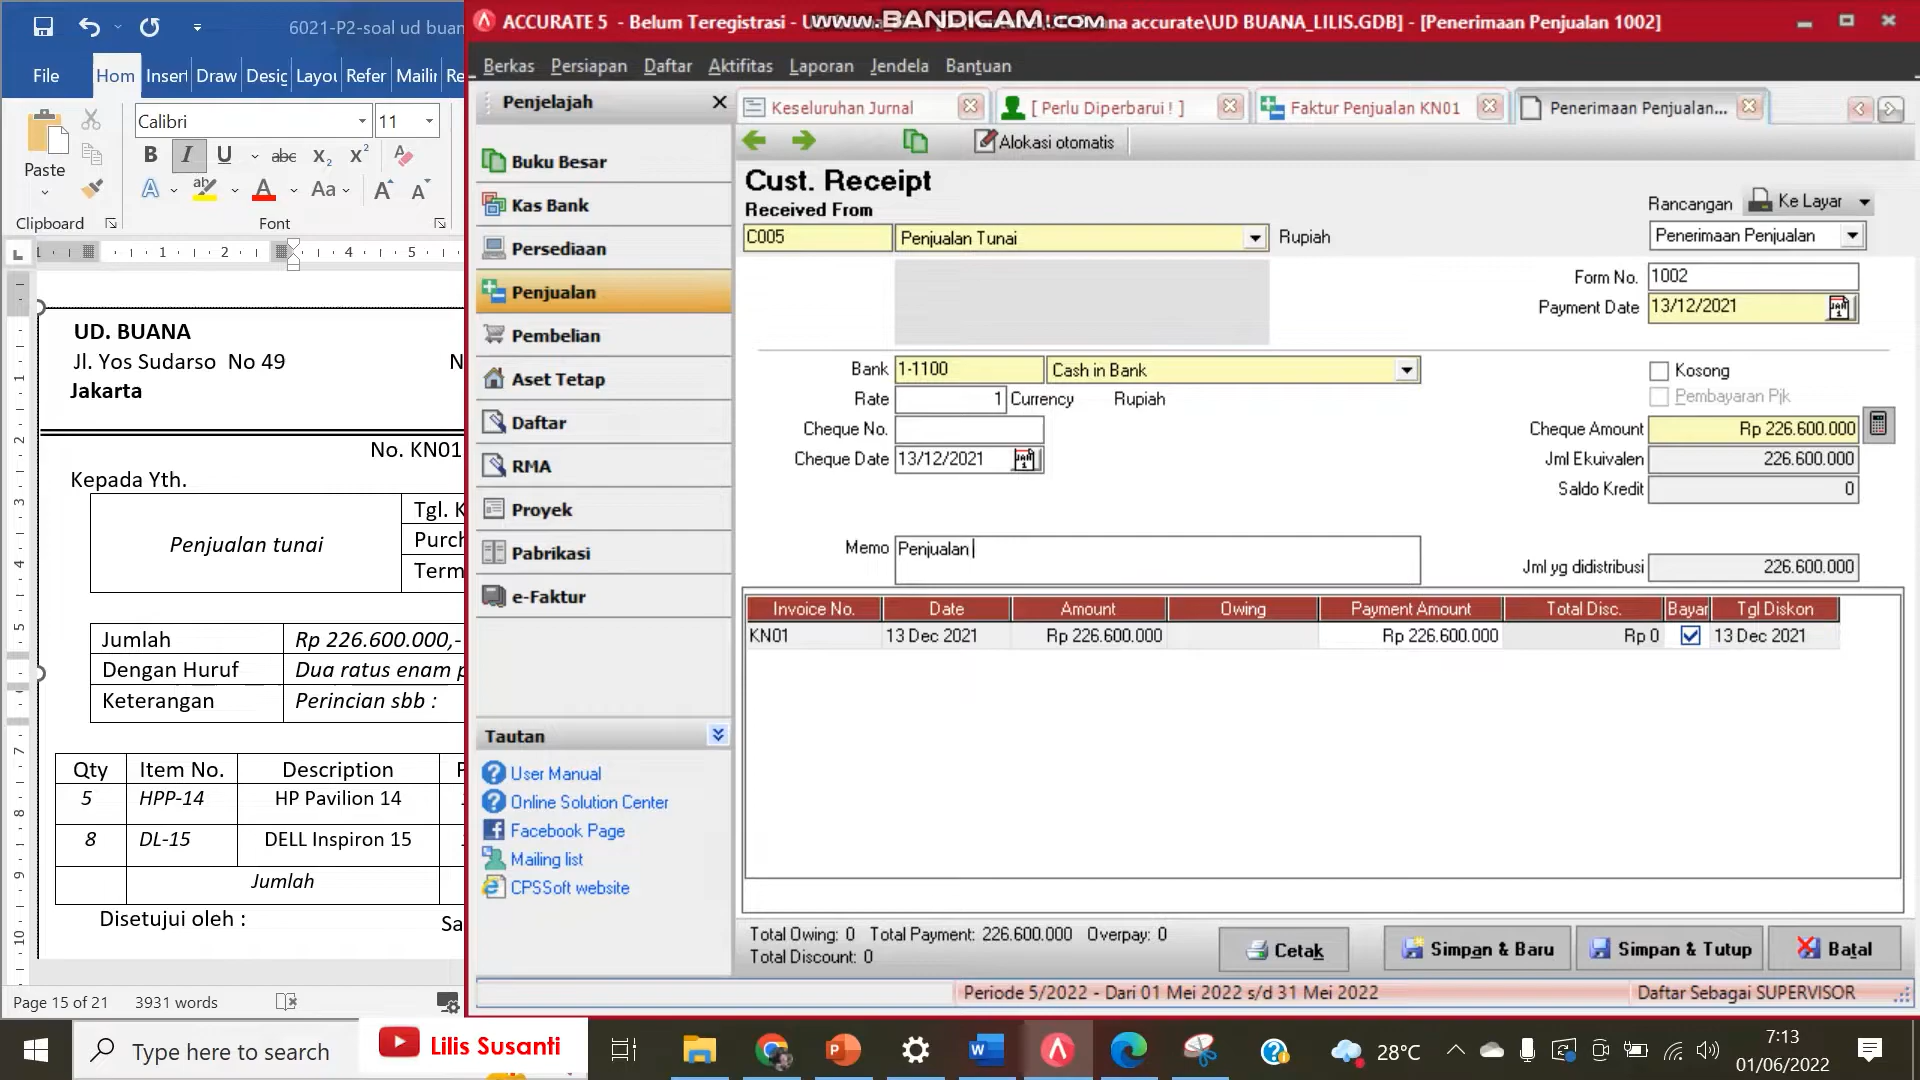 6021-P2-soal ud buan
File Hom Insert Draw Desig Layou Refer Mailin Re
Calibri 11
Paste
Clipboard Font
UD. BUANA
Jl. Yos Sudarso No 49 N
Jakarta
No. KN01
Kepada Yth.
Penjualan tunai
Tgl. K
Purch
Term
Jumlah Rp 226.600.000,-
Dengan Huruf Dua ratus enam p
Keterangan Perincian sbb :
Qty Item No. Description
5 HPP-14 HP Pavilion 14
8 DL-15 DELL Inspiron 15
Jumlah
Disetujui oleh : Sa
Page 15 of 21 3931 words
ACCURATE 5 - Belum Teregistrasi - U
www.BANDICAM.com
na accurate\UD BUANA_LILIS.GDB] - [Penerimaan Penjualan 1002]
Berkas Persiapan Daftar Aktifitas Laporan Jendela Bantuan
Penjelajah
Keseluruhan Jurnal [ Perlu Diperbarui ! ] Faktur Penjualan KN01 Penerimaan Penjualan...
Alokasi otomatis
Buku Besar
Kas Bank
Persediaan
Penjualan
Pembelian
Aset Tetap
Daftar
RMA
Proyek
Pabrikasi
e-Faktur
Tautan
User Manual
Online Solution Center
Facebook Page
Mailing list
CPSSoft website
Cust. Receipt
Received From
C005 Penjualan Tunai Rupiah
Rancangan Ke Layar
Penerimaan Penjualan
Form No. 1002
Payment Date 13/12/2021
Bank 1-1100 Cash in Bank
Rate 1 Currency Rupiah
Cheque No.
Cheque Date 13/12/2021
Kosong
Pembayaran Pjk
Cheque Amount Rp 226.600.000
Jml Ekuivalen 226.600.000
Saldo Kredit 0
Memo Penjualan
Jml yg didistribusi 226.600.000
Invoice No. Date Amount Owing Payment Amount Total Disc. Bayar Tgl Diskon
KN01 13 Dec 2021 Rp 226.600.000 Rp 226.600.000 Rp 0 13 Dec 2021
Total Owing: 0 Total Payment: 226.600.000 Overpay: 0
Total Discount: 0
Cetak Simpan & Baru Simpan & Tutup Batal
Periode 5/2022 - Dari 01 Mei 2022 s/d 31 Mei 2022 Daftar Sebagai SUPERVISOR
Type here to search
Lilis Susanti
28°C
7:13
01/06/2022